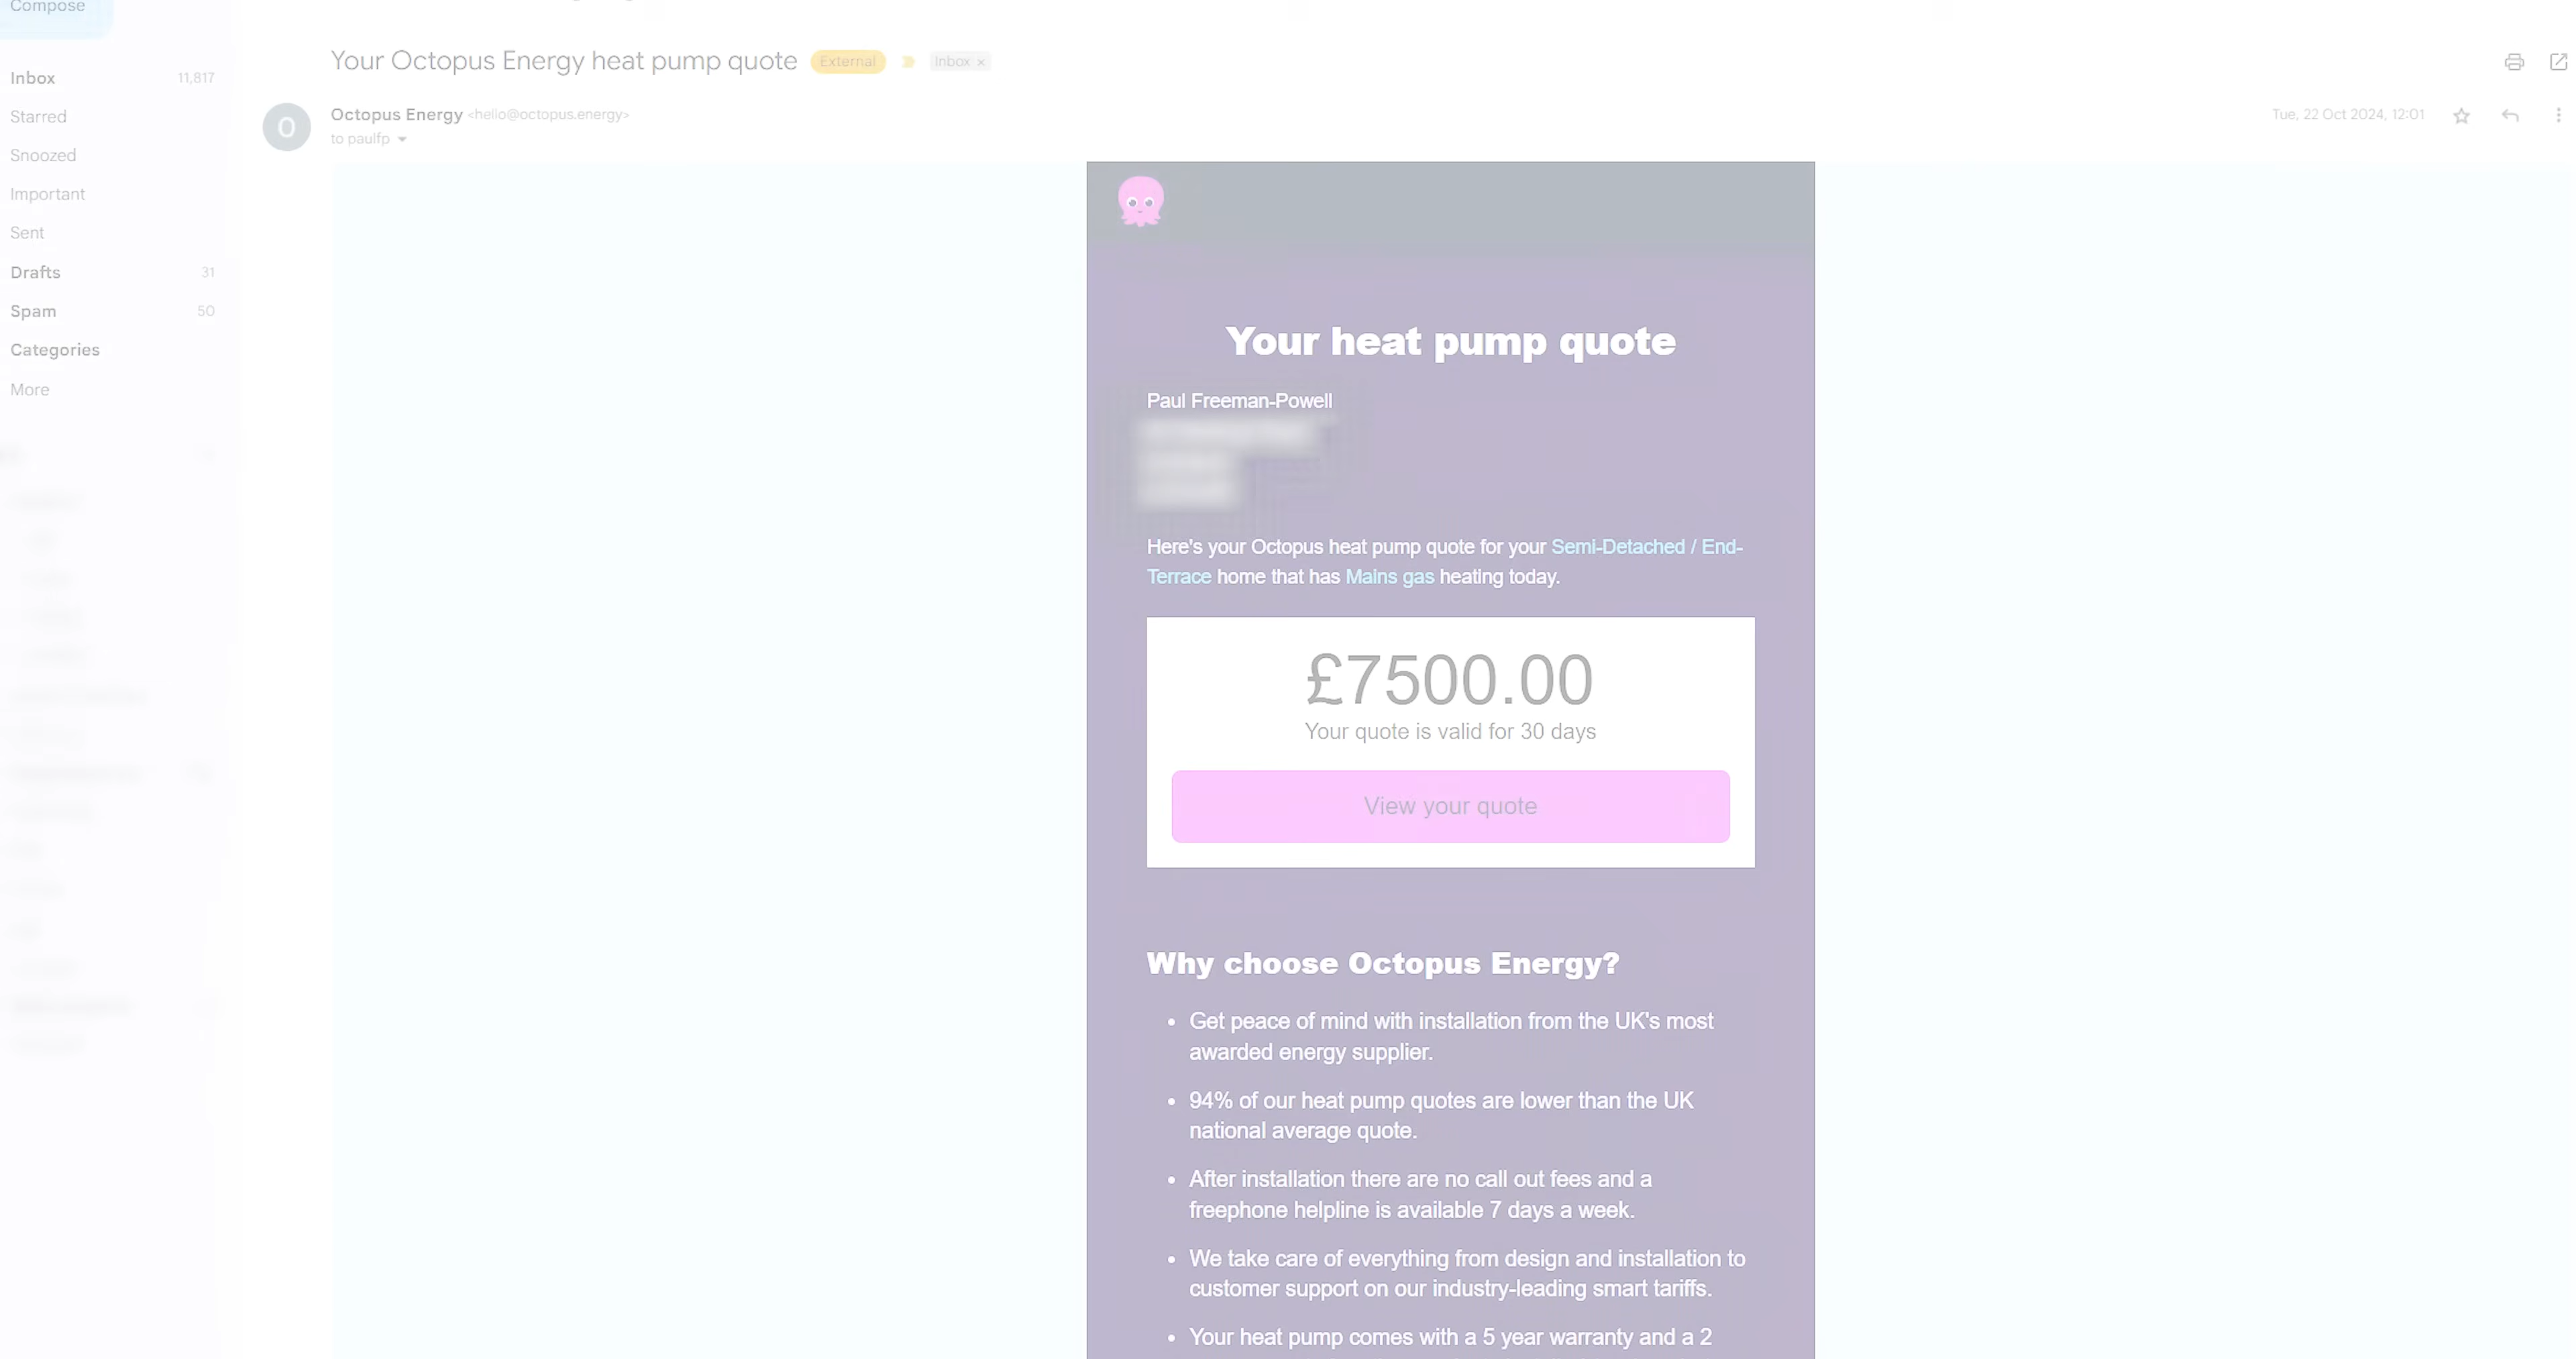 Compose
Your Octopus Energy heat pump quote External Inbox ×
Inbox 11,817
Octopus Energy <hello@octopus.energy> Tue, 22 Oct 2024, 12:01
Starred
O
to paulfp
Snoozed
Important
Sent
Drafts 31
Spam 50
Categories
More
Your heat pump quote
Paul Freeman-Powell
Here's your Octopus heat pump quote for your Semi-Detached / End-
Terrace home that has Mains gas heating today.
£7500.00
Your quote is valid for 30 days
View your quote
Why choose Octopus Energy?
• Get peace of mind with installation from the UK's most
awarded energy supplier.
• 94% of our heat pump quotes are lower than the UK
national average quote.
• After installation there are no call out fees and a
freephone helpline is available 7 days a week.
• We take care of everything from design and installation to
customer support on our industry-leading smart tariffs.
• Your heat pump comes with a 5 year warranty and a 2